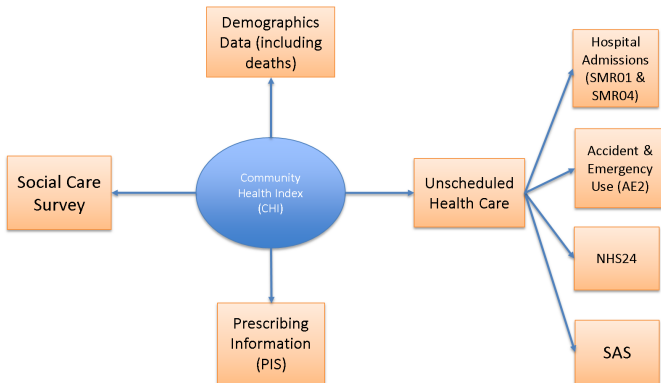 Demographics
Data (including
deaths)
Hospital
Admissions
(SMR01 &
SMR04)
Social Care
Survey
Community
Health Index
(CHI)
Unscheduled
Health Care
Accident &
Emergency
Use (AE2)
NHS24
Prescribing
Information
(PIS)
SAS